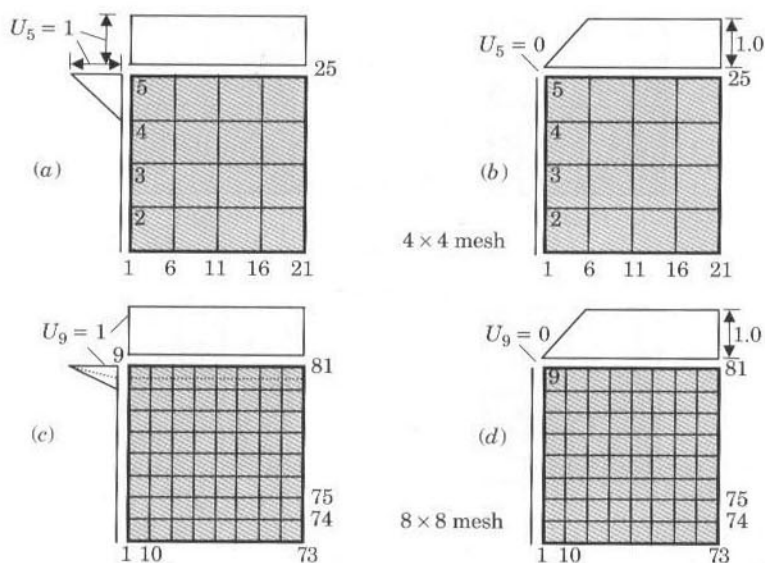 U₅ = 1
25
5
4
3
2
(a)
1 6 11 16 21
U₅ = 0
1.0
25
5
4
3
2
(b)
4 × 4 mesh
1 6 11 16 21
U₉ = 1
9
81
(c)
75
74
1 10 73
U₉ = 0
1.0
81
9
(d)
75
74
8 × 8 mesh
1 10 73